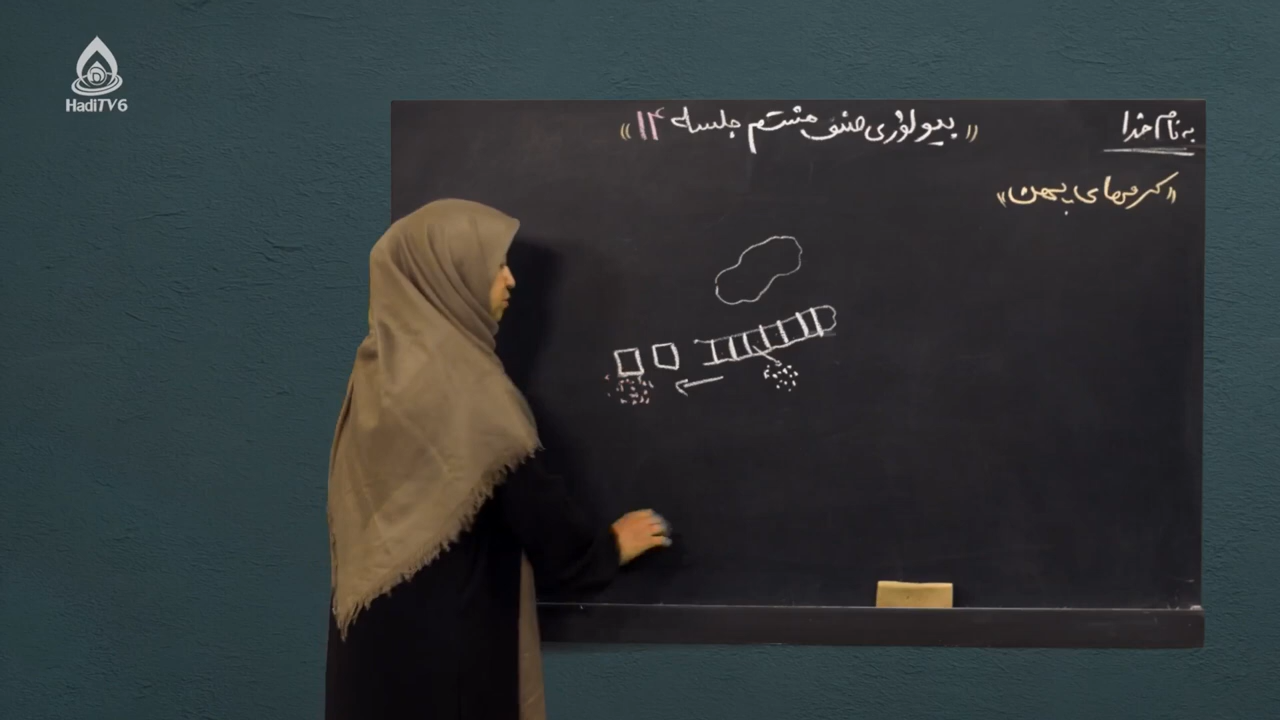 به نام خدا
«بیولوژی صنف هشتم جلسه ۱۴»
«کرمهای پهن»
HadiTV6